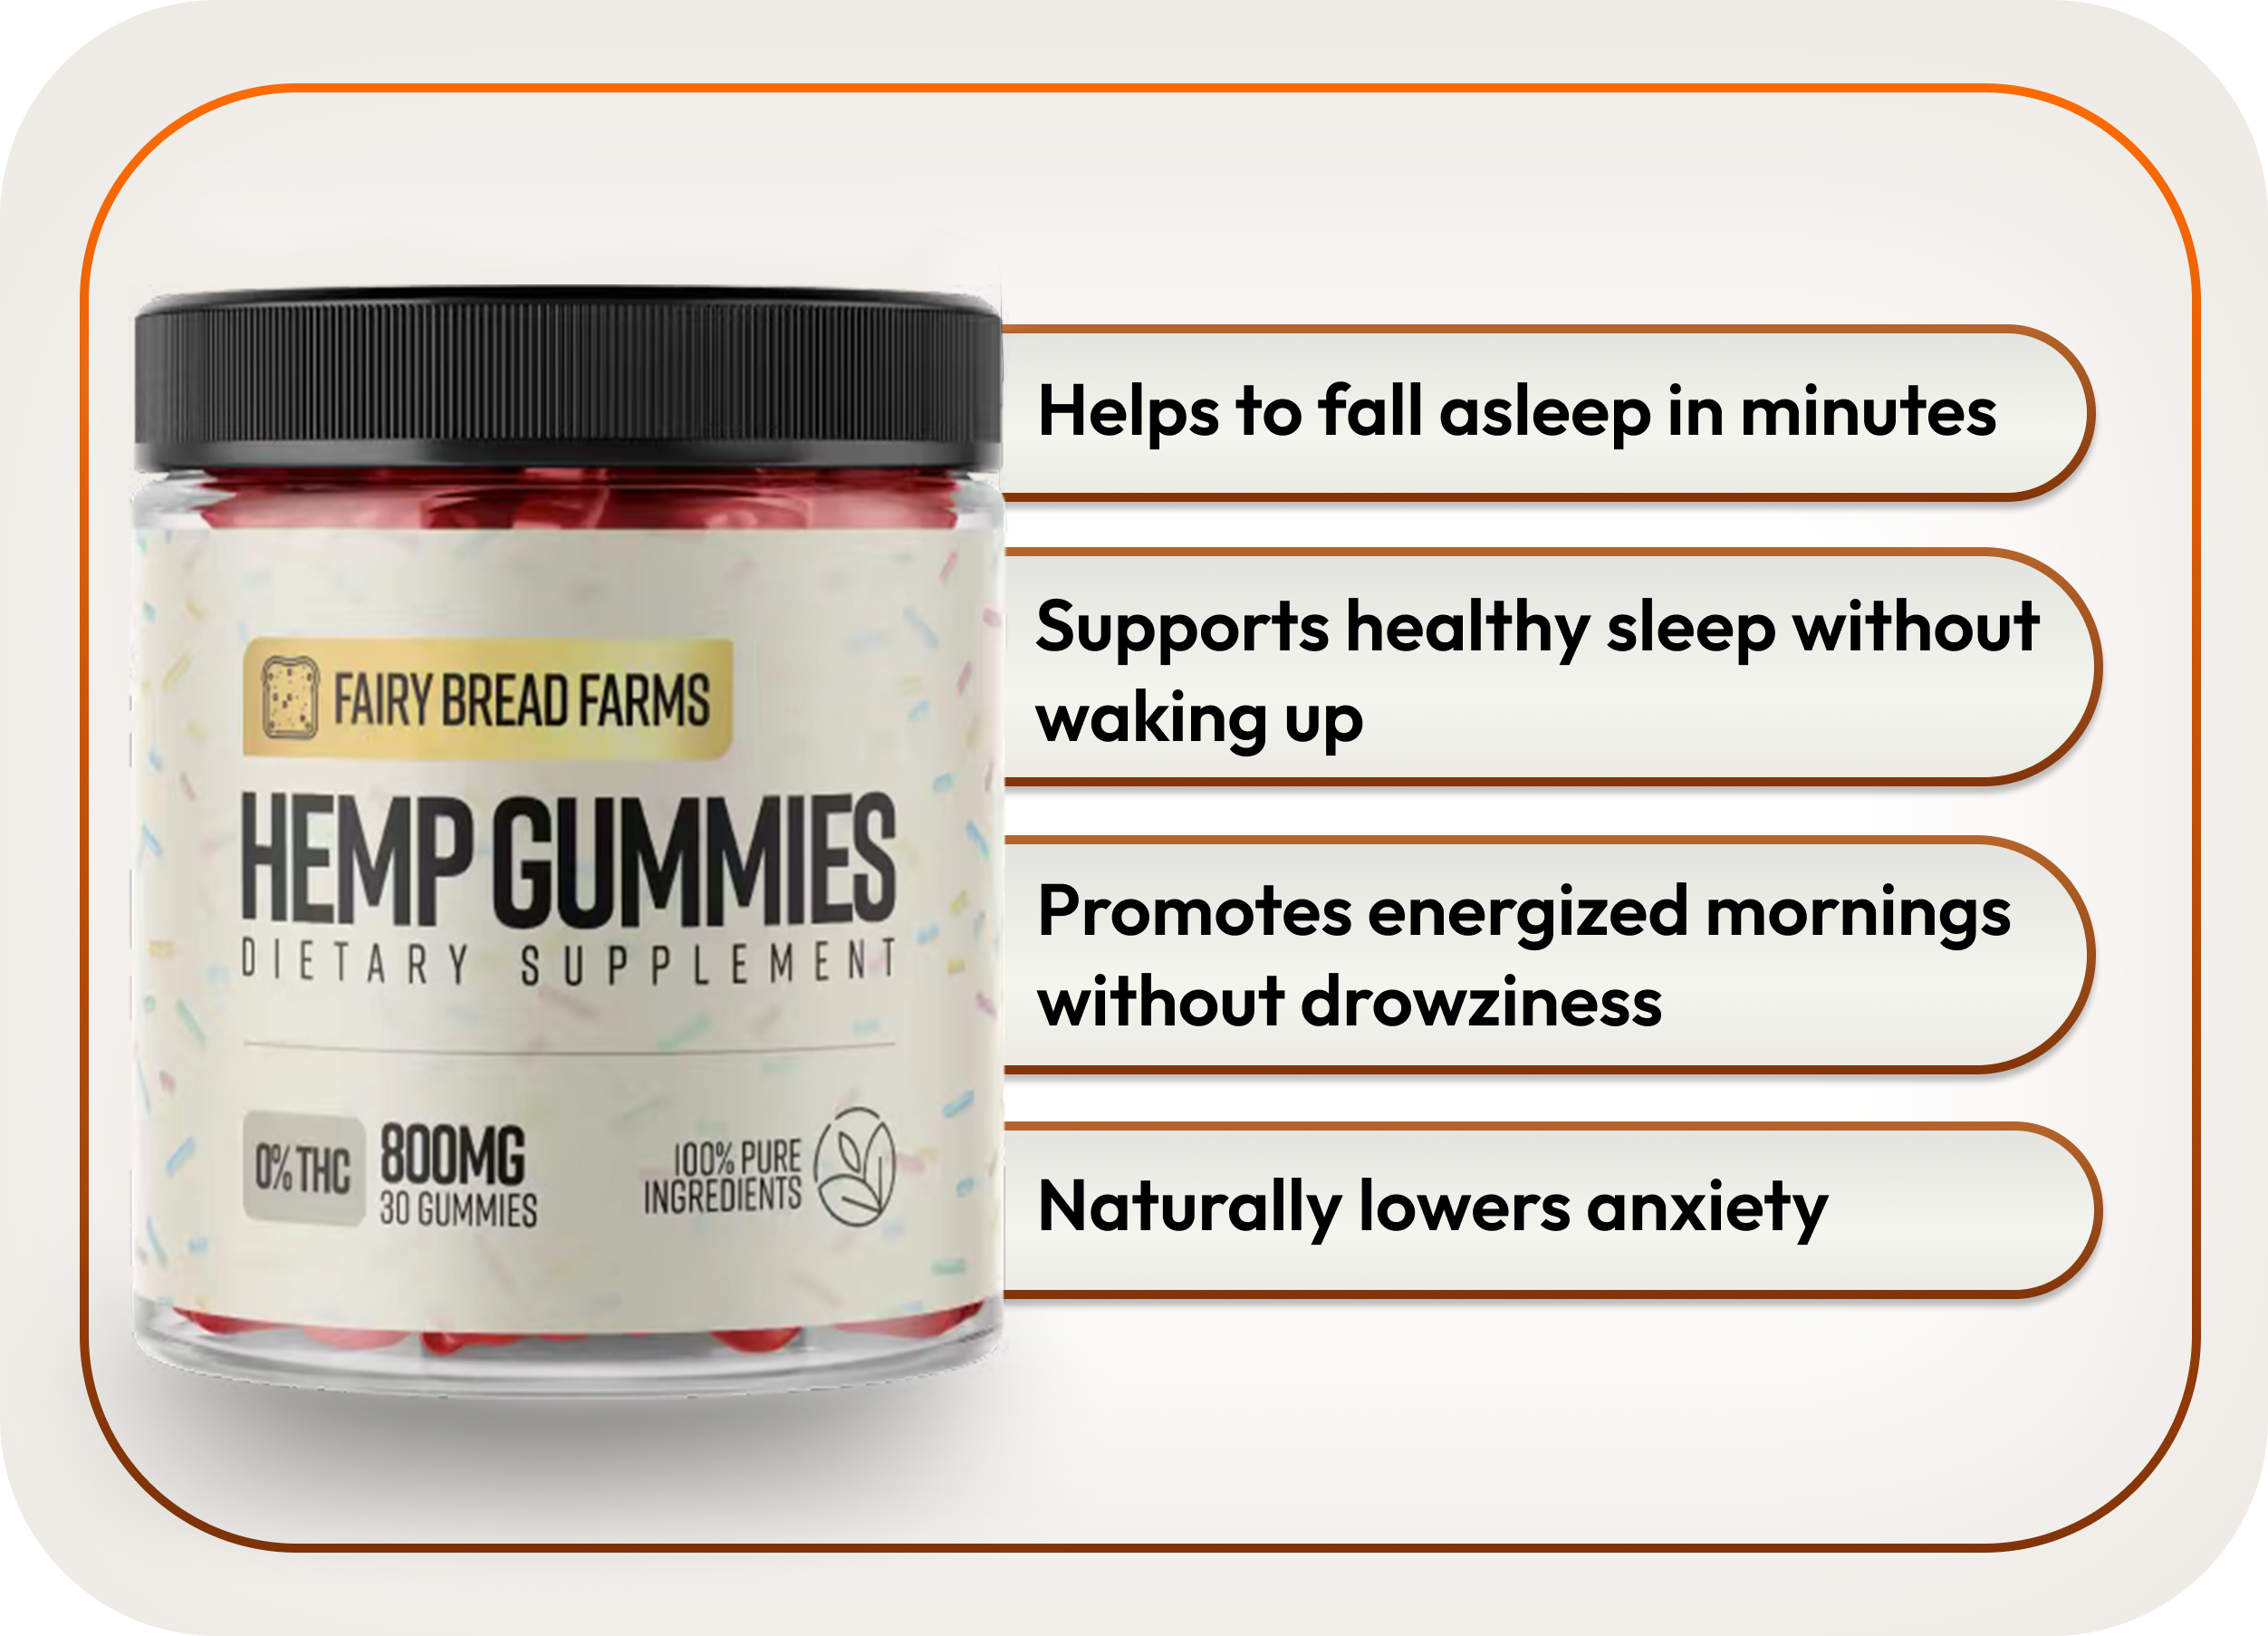 FAIRY BREAD FARMS
HEMP GUMMIES
DIETARY SUPPLEMENT
0% THC
800MG
30 GUMMIES
100% PURE
INGREDIENTS
Helps to fall asleep in minutes
Supports healthy sleep without
waking up
Promotes energized mornings
without drowziness
Naturally lowers anxiety